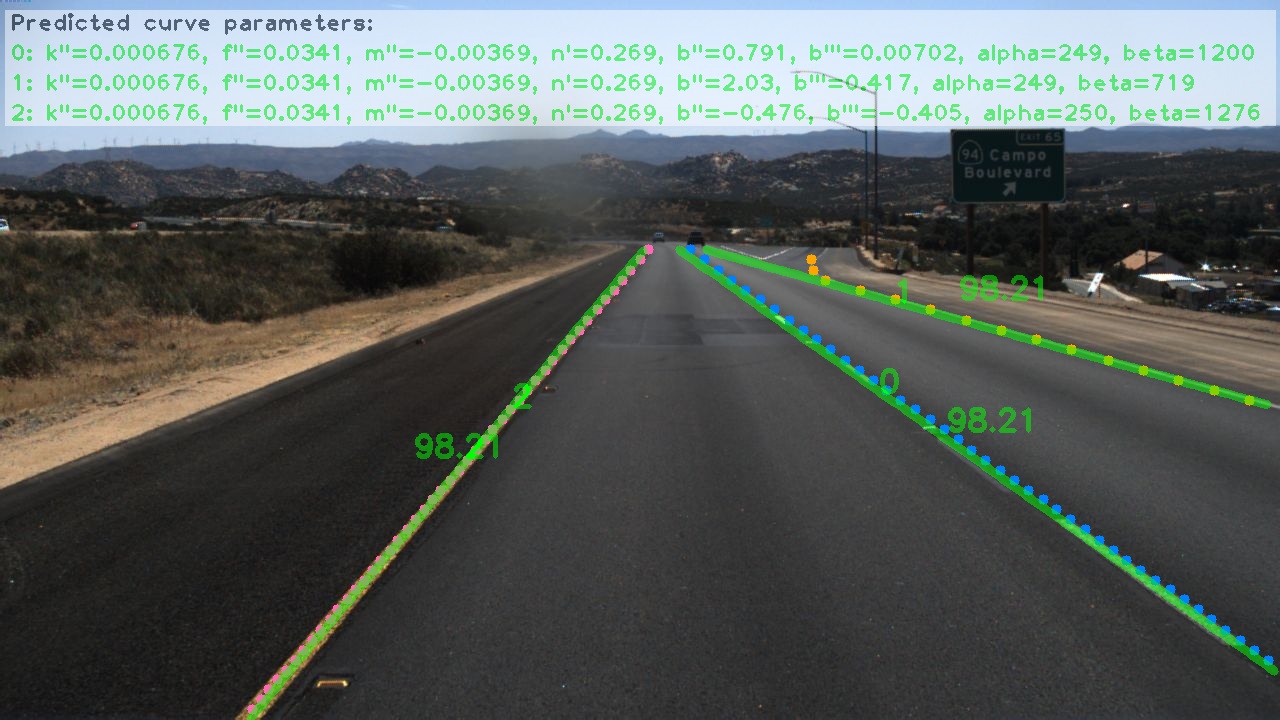 Predicted curve parameters:
0: k"=0.000676, f"=0.0341, m"=−0.00369, n'=0.269, b"=0.791, b'"=0.00702, alpha=249, beta=1200
1: k"=0.000676, f"=0.0341, m"=−0.00369, n'=0.269, b"=2.03, b'"=0.417, alpha=249, beta=719
2: k"=0.000676, f"=0.0341, m"=−0.00369, n'=0.269, b"=−0.476, b'"=−0.405, alpha=250, beta=1276
EXIT 65
94 Campo
Boulevard
1 98.21
0
98.21
2
98.21